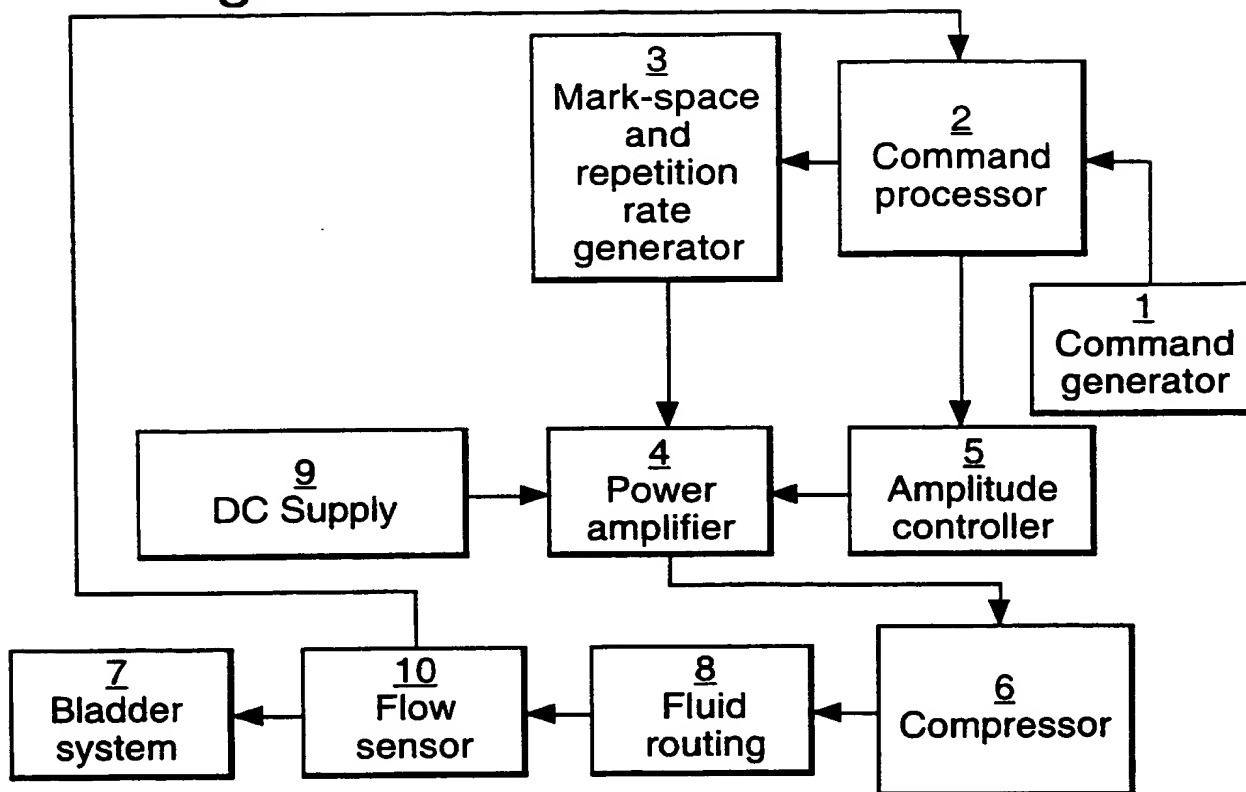 3
Mark-space
and
repetition
rate
generator
2
Command
processor
1
Command
generator
9
DC Supply
4
Power
amplifier
5
Amplitude
controller
7
Bladder
system
10
Flow
sensor
8
Fluid
routing
6
Compressor